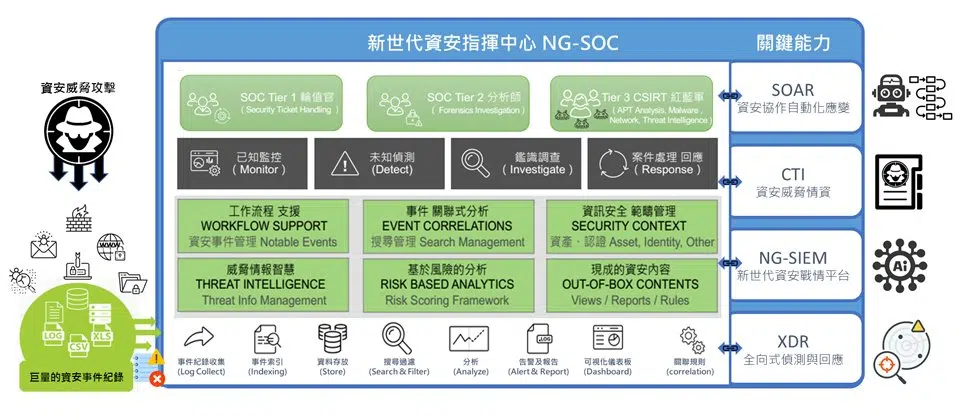 新世代資安指揮中心 NG-SOC
關鍵能力
資安威脅攻擊
SOC Tier 1 輪值官
( Security Ticket Handling )
SOC Tier 2 分析師
( Forensics Investigation )
Tier 3 CSIRT 紅藍軍
( APT Analysis, Malware ,
Network, Threat Intelligence )
SOAR
資安協作自動化應變
已知監控
( Monitor )
未知偵測
(Detect)
鑑識調查
( Investigate )
案件處理 回應
( Response )
CTI
資安威脅情資
工作流程 支援
WORKFLOW SUPPORT
資安事件管理 Notable Events
事件 關聯式分析
EVENT CORRELATIONS
搜尋管理 Search Management
資訊安全 範疇管理
SECURITY CONTEXT
資產、認證 Asset, Identity, Other
NG-SIEM
新世代資安戰情平台
Ai
威脅情報智慧
THREAT INTELLIGENCE
Threat Info Management
基於風險的分析
RISK BASED ANALYTICS
Risk Scoring Framework
現成的資安內容
OUT-OF-BOX CONTENTS
Views / Reports / Rules
XDR
全向式偵測與回應
LOG
CSV
XLS
巨量的資安事件紀錄
LOG
事件紀錄收集
(Log Collect)
事件索引
(Indexing)
資料存放
(Store)
搜尋過濾
(Search & Filter)
分析
(Analyze)
告警及報告
(Alert & Report)
可視化儀表板
(Dashboard)
關聯規則
(correlation)